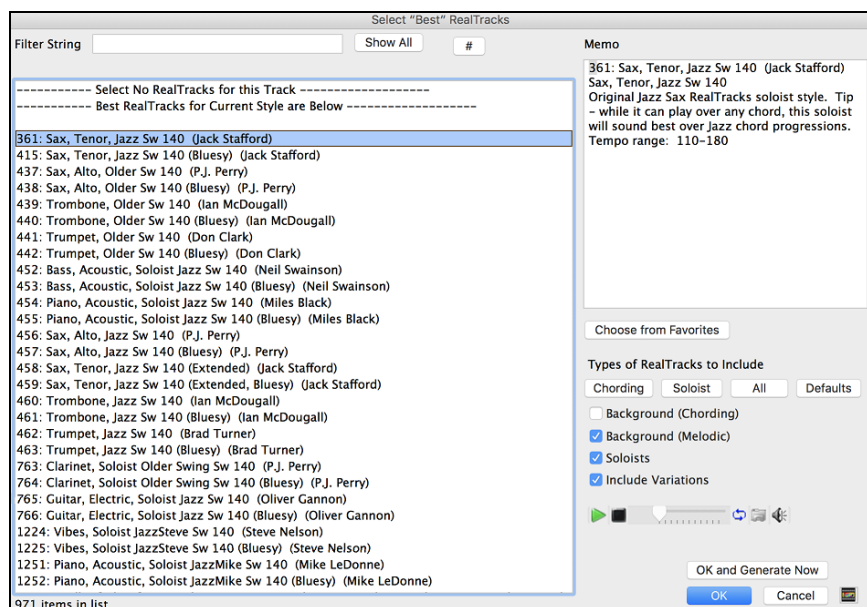 Select "Best" RealTracks
Filter String
Show All
#
----------- Select No RealTracks for this Track -------------------
----------- Best RealTracks for Current Style are Below -------------------
361: Sax, Tenor, Jazz Sw 140  (Jack Stafford)
415: Sax, Tenor, Jazz Sw 140 (Bluesy)  (Jack Stafford)
437: Sax, Alto, Older Sw 140  (P.J. Perry)
438: Sax, Alto, Older Sw 140 (Bluesy)  (P.J. Perry)
439: Trombone, Older Sw 140  (Ian McDougall)
440: Trombone, Older Sw 140 (Bluesy)  (Ian McDougall)
441: Trumpet, Older Sw 140  (Don Clark)
442: Trumpet, Older Sw 140 (Bluesy)  (Don Clark)
452: Bass, Acoustic, Soloist Jazz Sw 140  (Neil Swainson)
453: Bass, Acoustic, Soloist Jazz Sw 140 (Bluesy)  (Neil Swainson)
454: Piano, Acoustic, Soloist Jazz Sw 140  (Miles Black)
455: Piano, Acoustic, Soloist Jazz Sw 140 (Bluesy)  (Miles Black)
456: Sax, Alto, Jazz Sw 140  (P.J. Perry)
457: Sax, Alto, Jazz Sw 140 (Bluesy)  (P.J. Perry)
458: Sax, Tenor, Jazz Sw 140 (Extended)  (Jack Stafford)
459: Sax, Tenor, Jazz Sw 140 (Extended, Bluesy)  (Jack Stafford)
460: Trombone, Jazz Sw 140  (Ian McDougall)
461: Trombone, Jazz Sw 140 (Bluesy)  (Ian McDougall)
462: Trumpet, Jazz Sw 140  (Brad Turner)
463: Trumpet, Jazz Sw 140 (Bluesy)  (Brad Turner)
763: Clarinet, Soloist Older Swing Sw 140  (P.J. Perry)
764: Clarinet, Soloist Older Swing Sw 140 (Bluesy)  (P.J. Perry)
765: Guitar, Electric, Soloist Jazz Sw 140  (Oliver Gannon)
766: Guitar, Electric, Soloist Jazz Sw 140 (Bluesy)  (Oliver Gannon)
1224: Vibes, Soloist JazzSteve Sw 140  (Steve Nelson)
1225: Vibes, Soloist JazzSteve Sw 140 (Bluesy)  (Steve Nelson)
1251: Piano, Acoustic, Soloist JazzMike Sw 140  (Mike LeDonne)
1252: Piano, Acoustic, Soloist JazzMike Sw 140 (Bluesy)  (Mike LeDonne)
971 items in list
Memo
361: Sax, Tenor, Jazz Sw 140  (Jack Stafford)
Sax, Tenor, Jazz Sw 140
Original Jazz Sax RealTracks soloist style.  Tip
- while it can play over any chord, this soloist
will sound best over Jazz chord progressions.
Tempo range:  110-180
Choose from Favorites
Types of RealTracks to Include
Chording
Soloist
All
Defaults
Background (Chording)
Background (Melodic)
Soloists
Include Variations
OK and Generate Now
OK
Cancel